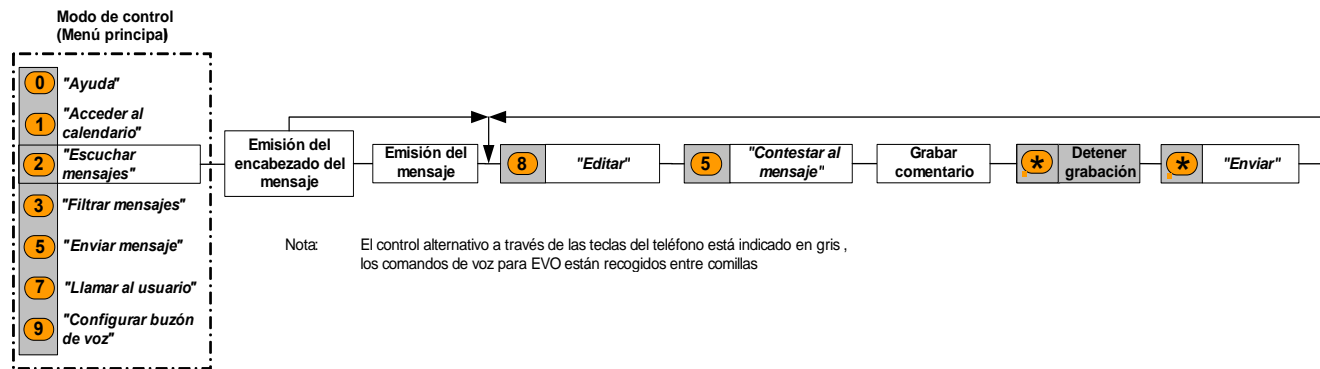 Modo de control
(Menú principal)
0 "Ayuda"
1 "Acceder al
calendario"
2 "Escuchar
mensajes"
3 "Filtrar mensajes"
5 "Enviar mensaje"
7 "Llamar al usuario"
9 "Configurar buzón
de voz"
Emisión del
encabezado del
mensaje
Emisión del
mensaje
8 "Editar"
5 "Contestar al
mensaje"
Grabar
comentario
* Detener
grabación
* "Enviar"
Nota: El control alternativo a través de las teclas del teléfono está indicado en gris ,
los comandos de voz para EVO están recogidos entre comillas